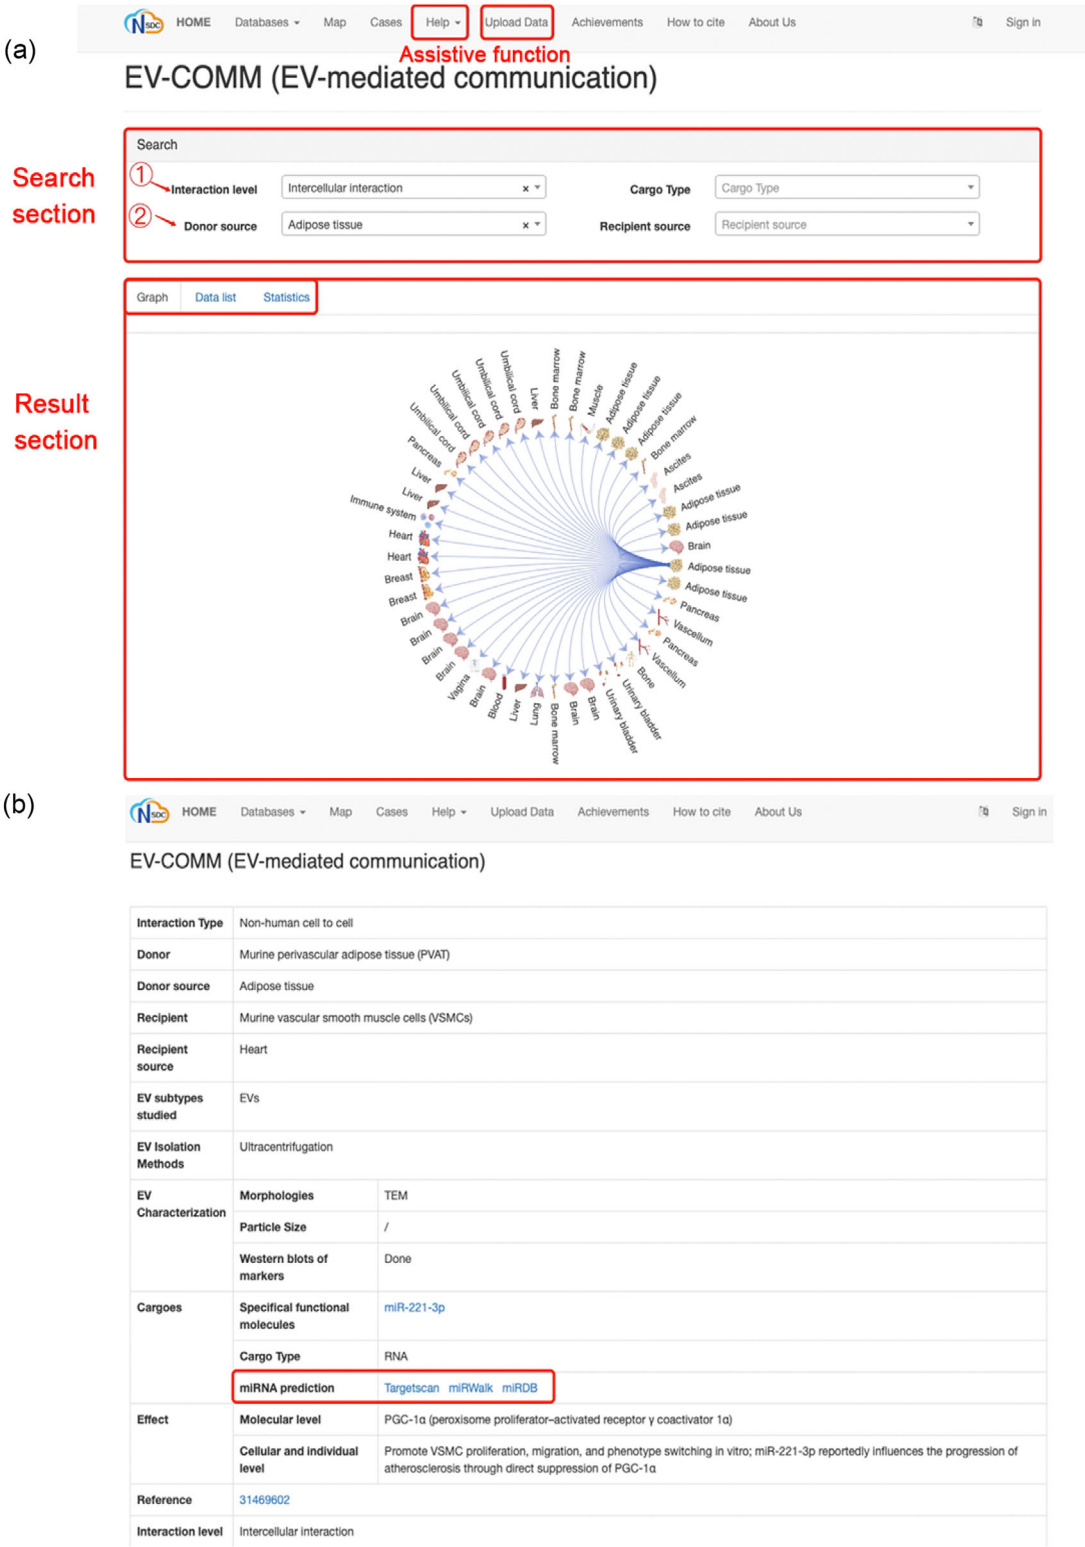 (a)
NSDC HOME Databases Map Cases Help Upload Data Achievements How to cite About Us Sign in
Assistive function
EV-COMM (EV-mediated communication)
Search section
Search
① Interaction level Intercellular interaction × Cargo Type Cargo Type
② Donor source Adipose tissue × Recipient source Recipient source
Result section
Graph Data list Statistics
Bone marrow
Bone marrow
Muscle
Adipose tissue
Adipose tissue
Adipose tissue
Bone marrow
Ascites
Ascites
Adipose tissue
Adipose tissue
Brain
Adipose tissue
Adipose tissue
Pancreas
Vascellum
Pancreas
Vascellum
Bone
Urinary bladder
Urinary bladder
Brain
Brain
Bone marrow
Lung
Liver
Blood
Brain
Vagina
Brain
Brain
Brain
Brain
Breast
Breast
Heart
Heart
Immune system
Liver
Liver
Pancreas
Umbilical cord
Umbilical cord
Umbilical cord
Umbilical cord
Umbilical cord
Liver
(b)
NSDC HOME Databases Map Cases Help Upload Data Achievements How to cite About Us Sign in
EV-COMM (EV-mediated communication)
Interaction Type Non-human cell to cell
Donor Murine perivascular adipose tissue (PVAT)
Donor source Adipose tissue
Recipient Murine vascular smooth muscle cells (VSMCs)
Recipient source Heart
EV subtypes studied EVs
EV Isolation Methods Ultracentrifugation
EV Characterization Morphologies TEM
Particle Size /
Western blots of markers Done
Cargoes Specifical functional molecules miR-221-3p
Cargo Type RNA
miRNA prediction Targetscan miRWalk miRDB
Effect Molecular level PGC-1α (peroxisome proliferator–activated receptor γ coactivator 1α)
Cellular and individual level Promote VSMC proliferation, migration, and phenotype switching in vitro; miR-221-3p reportedly influences the progression of
atherosclerosis through direct suppression of PGC-1α
Reference 31469602
Interaction level Intercellular interaction